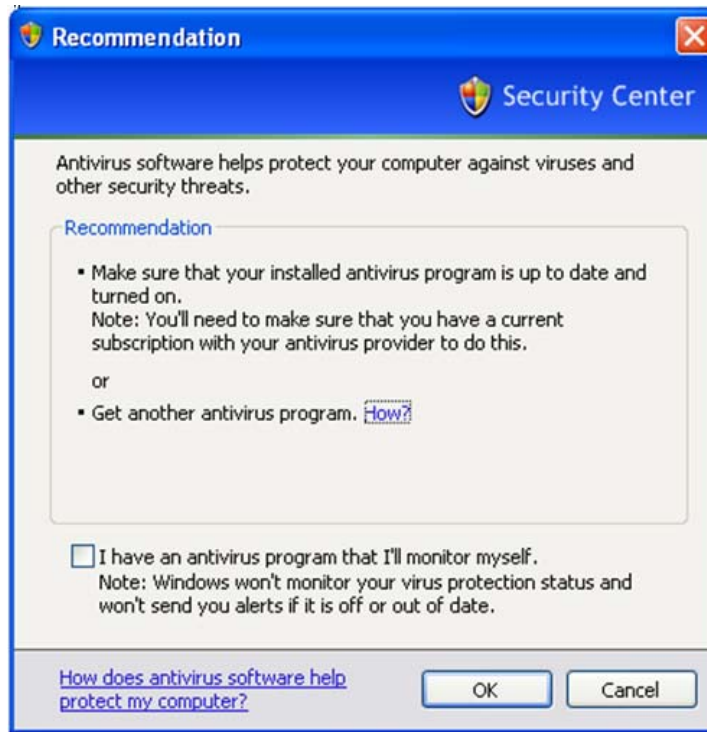 Recommendation
Security Center
Antivirus software helps protect your computer against viruses and
other security threats.
Recommendation
▪ Make sure that your installed antivirus program is up to date and
turned on.
Note: You'll need to make sure that you have a current
subscription with your antivirus provider to do this.
or
▪ Get another antivirus program. How?
I have an antivirus program that I'll monitor myself.
Note: Windows won't monitor your virus protection status and
won't send you alerts if it is off or out of date.
How does antivirus software help
protect my computer?
OK
Cancel